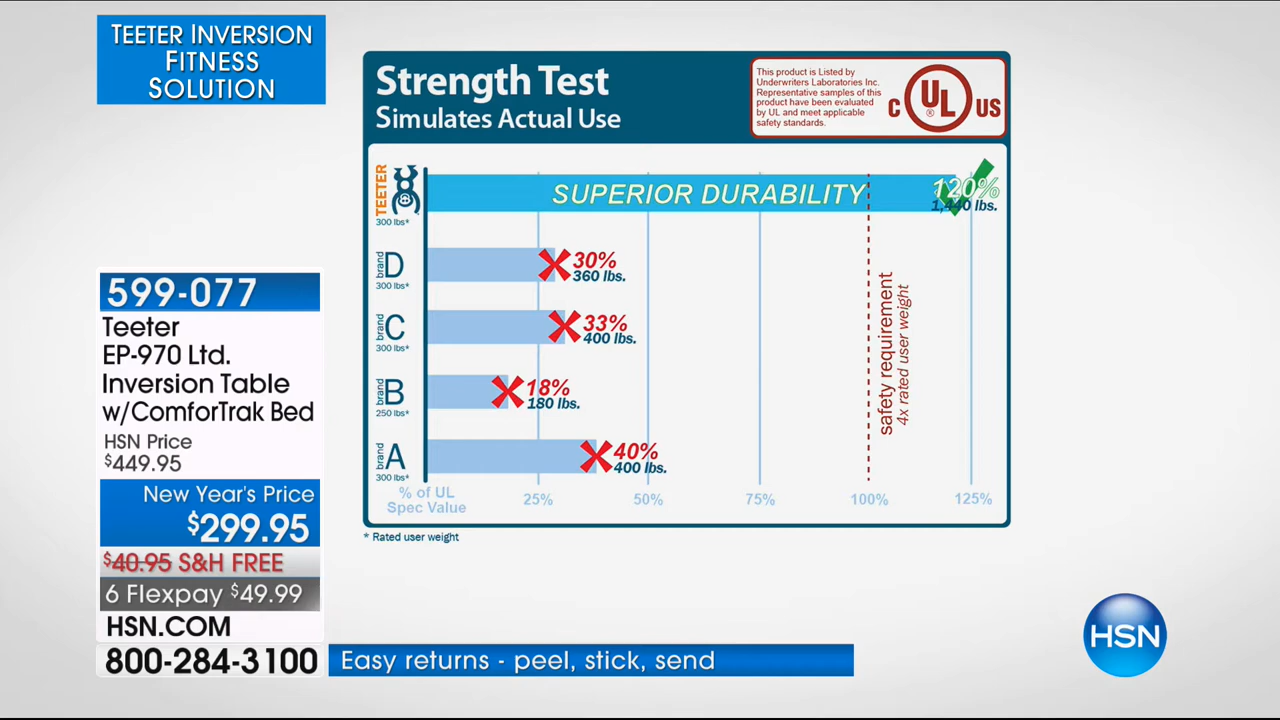 TEETER INVERSION
FITNESS
SOLUTION
Strength Test
Simulates Actual Use
This product is Listed by
Underwriters Laboratories Inc.
Representative samples of this
product have been evaluated
by UL and meet applicable
safety standards.
C UL ® US
TEETER
300 lbs*
SUPERIOR DURABILITY
120%
1,440 lbs.
brand D
300 lbs*
30%
360 lbs.
brand C
300 lbs*
33%
400 lbs.
brand B
250 lbs*
18%
180 lbs.
brand A
300 lbs*
40%
400 lbs.
safety requirement
4x rated user weight
% of UL
Spec Value
25% 50% 75% 100% 125%
* Rated user weight
599-077
Teeter
EP-970 Ltd.
Inversion Table
w/ComforTrak Bed
HSN Price
$449.95
New Year's Price
$299.95
$40.95 S&H FREE
6 Flexpay $49.99
HSN.COM
800-284-3100
Easy returns - peel, stick, send
HSN